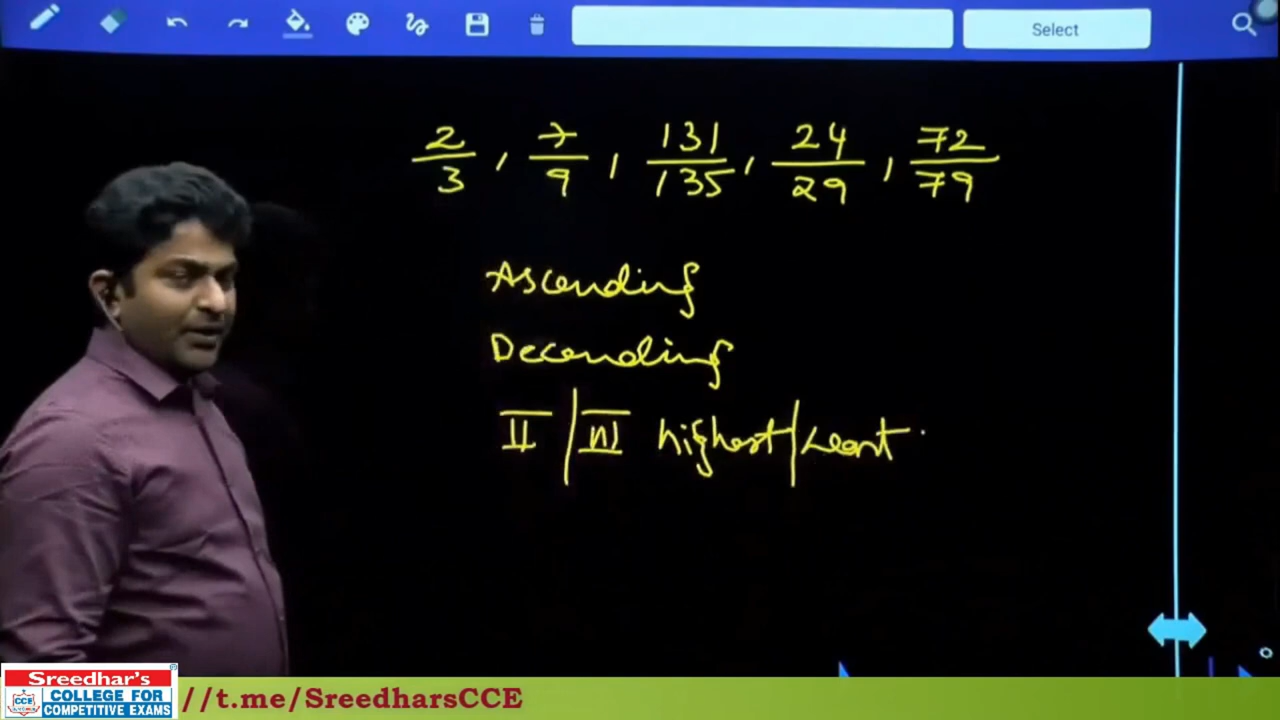 Select
2/3 , 7/9 , 131/135 , 24/29 , 72/79
Ascending
Decending
II | III highest | Least
Sreedhar's
CCE
COLLEGE FOR
COMPETITIVE EXAMS
//t.me/SreedharsCCE